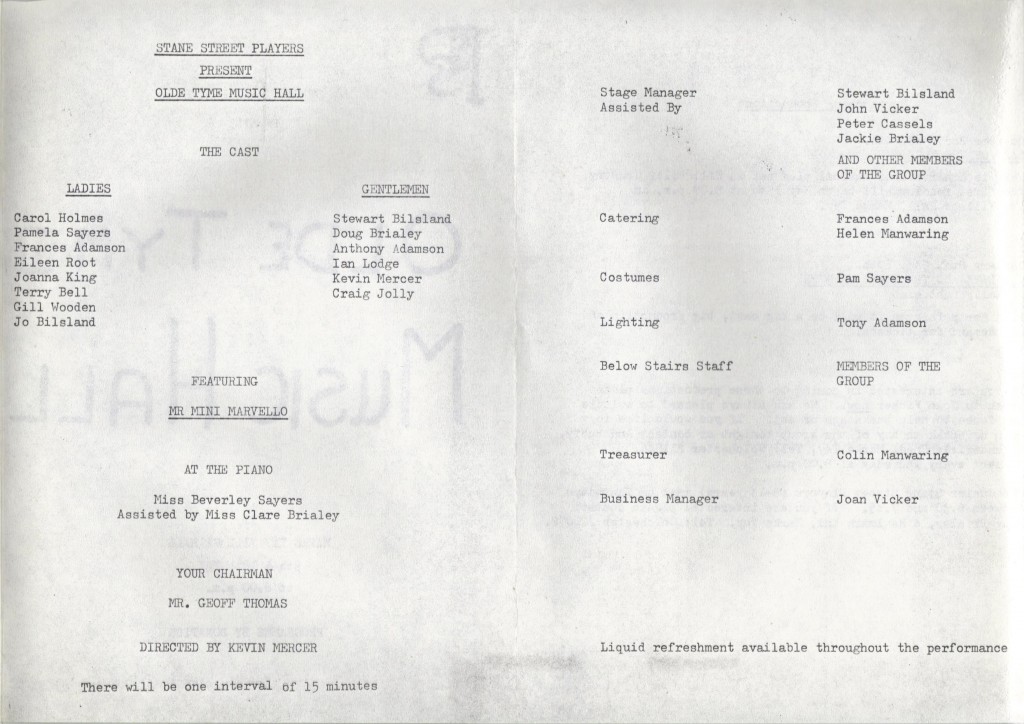 STANE STREET PLAYERS
PRESENT
OLDE TYME MUSIC HALL
THE CAST
LADIES
Carol Holmes
Pamela Sayers
Frances Adamson
Eileen Root
Joanna King
Terry Bell
Gill Wooden
Jo Bilsland
GENTLEMEN
Stewart Bilsland
Doug Brialey
Anthony Adamson
Ian Lodge
Kevin Mercer
Craig Jolly
FEATURING
MR MINI MARVELLO
AT THE PIANO
Miss Beverley Sayers
Assisted by Miss Clare Brialey
YOUR CHAIRMAN
MR. GEOFF THOMAS
DIRECTED BY KEVIN MERCER
There will be one interval of 15 minutes
Stage Manager Stewart Bilsland
Assisted By John Vicker
Peter Cassels
Jackie Brialey
AND OTHER MEMBERS
OF THE GROUP
Catering Frances Adamson
Helen Manwaring
Costumes Pam Sayers
Lighting Tony Adamson
Below Stairs Staff MEMBERS OF THE
GROUP
Treasurer Colin Manwaring
Business Manager Joan Vicker
Liquid refreshment available throughout the performance